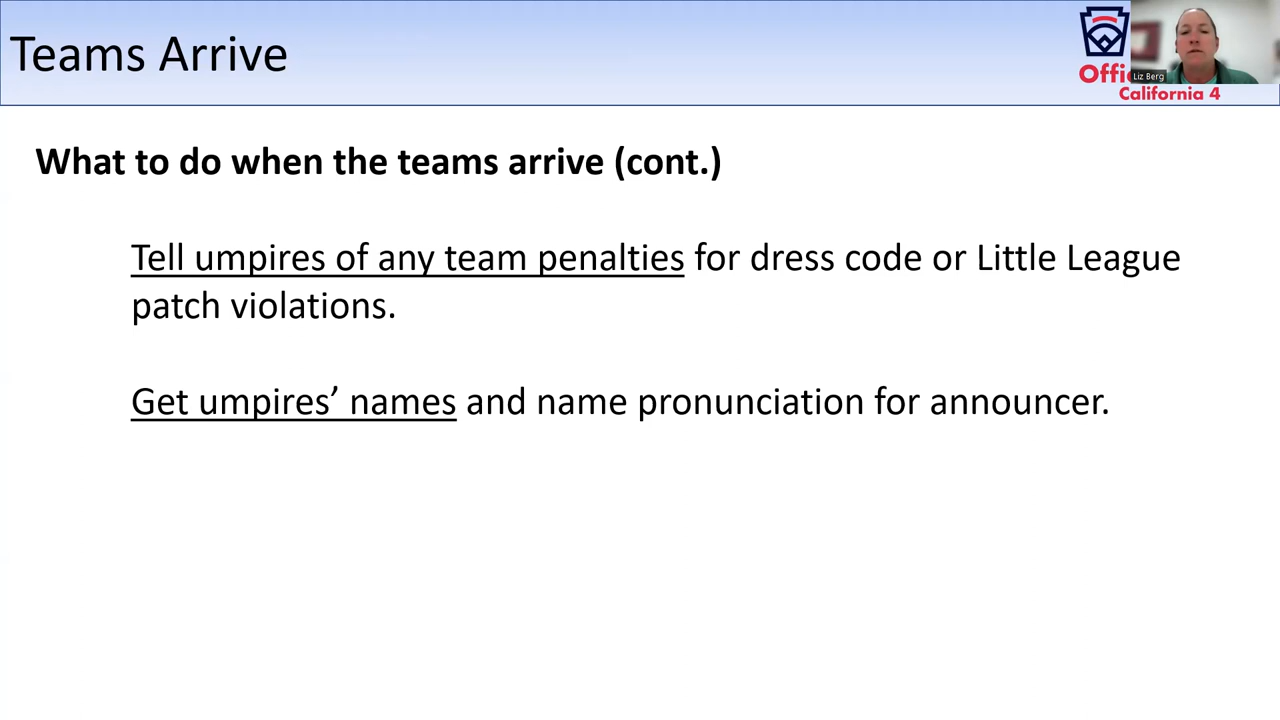 Teams Arrive
Liz Berg
California 4
What to do when the teams arrive (cont.)
Tell umpires of any team penalties for dress code or Little League
patch violations.
Get umpires’ names and name pronunciation for announcer.